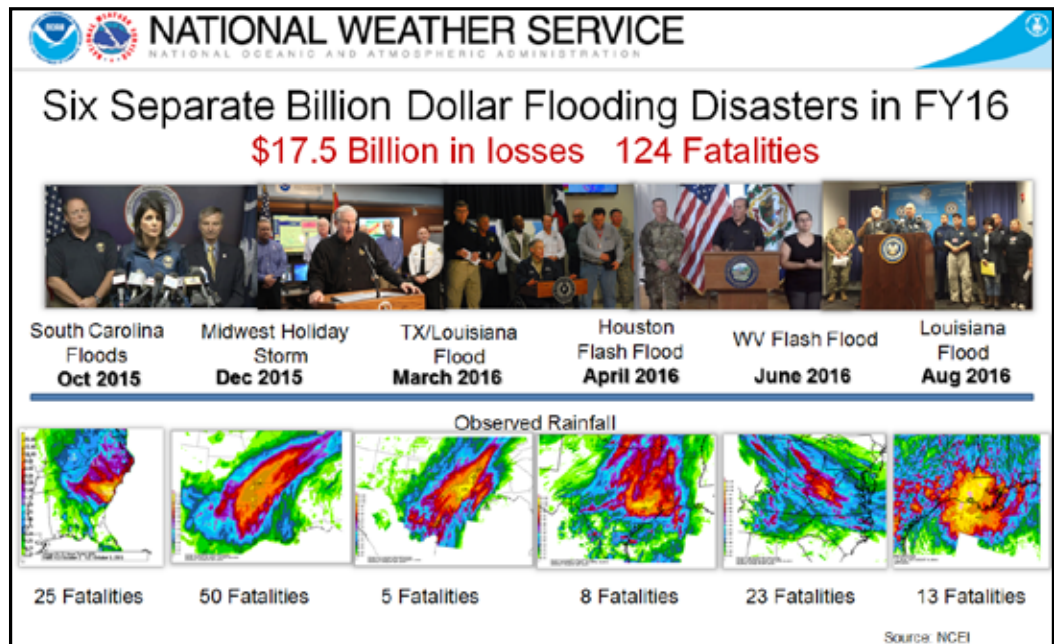 NATIONAL WEATHER SERVICE
NATIONAL OCEANIC AND ATMOSPHERIC ADMINISTRATION
Six Separate Billion Dollar Flooding Disasters in FY16
$17.5 Billion in losses 124 Fatalities
South Carolina
Floods
Oct 2015
Midwest Holiday
Storm
Dec 2015
TX/Louisiana
Flood
March 2016
Houston
Flash Flood
April 2016
WV Flash Flood
June 2016
Louisiana
Flood
Aug 2016
Observed Rainfall
25 Fatalities
50 Fatalities
5 Fatalities
8 Fatalities
23 Fatalities
13 Fatalities
Source: NCEI